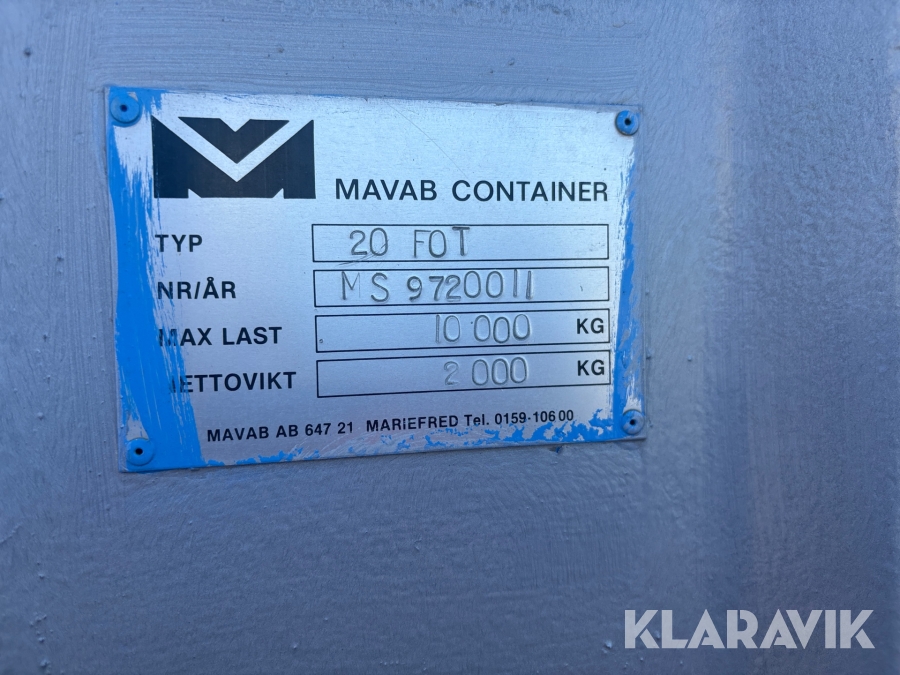 MAVAB CONTAINER
TYP 20 FOT
NR/ÅR MS 9720011
MAX LAST 10 000 KG
NETTOVIKT 2 000 KG
MAVAB AB 647 21 MARIEFRED Tel. 0159-106 00
KLARAVIK